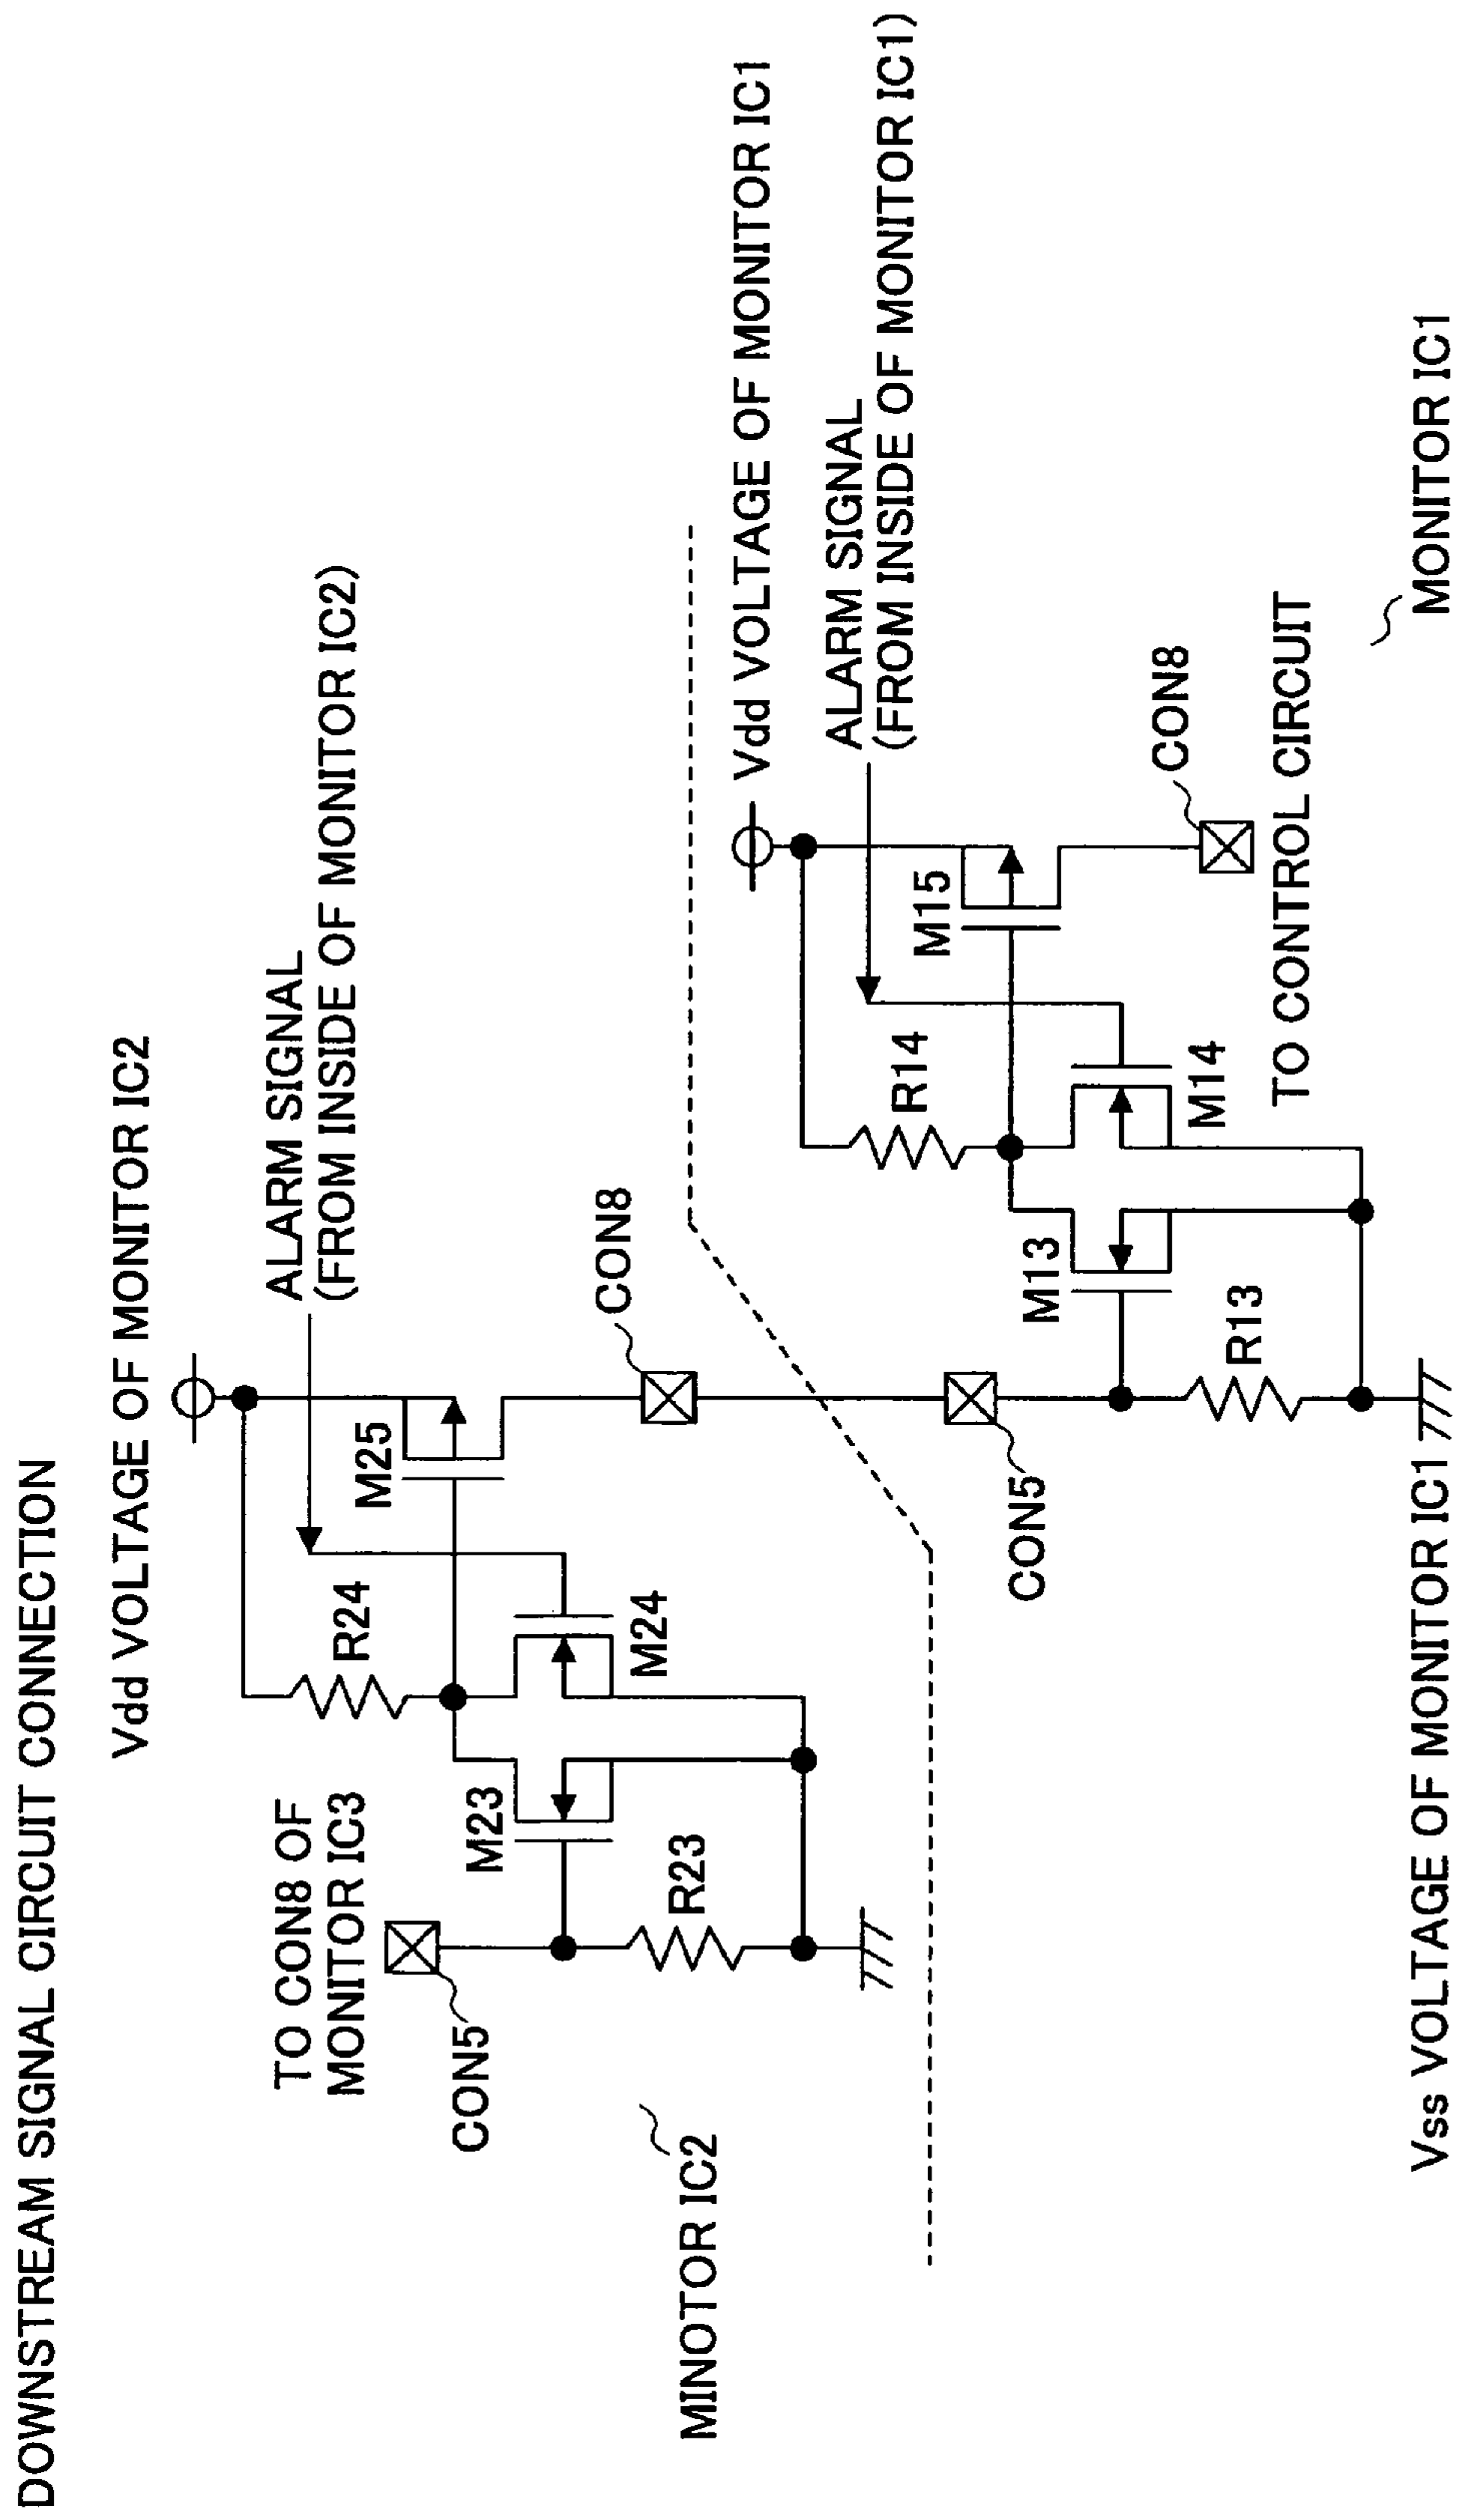 DOWNSTREAM SIGNAL CIRCUIT CONNECTION
Vdd VOLTAGE OF MONITOR IC2
ALARM SIGNAL
(FROM INSIDE OF MONITOR IC2)
TO CON8 OF
MONITOR IC3
R24
M25
CON5
M23
M24
CON8
R23
MINOTOR IC2
Vdd VOLTAGE OF MONITOR IC1
ALARM SIGNAL
(FROM INSIDE OF MONITOR IC1)
R14
M15
CON5
M13
M14
CON8
R13
TO CONTROL CIRCUIT
Vss VOLTAGE OF MONITOR IC1
MONITOR IC1